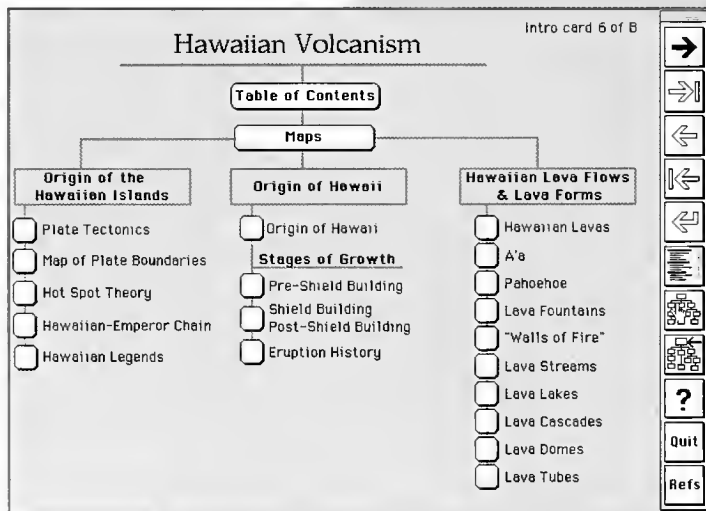 Intro card 6 of 8
Hawaiian Volcanism
Table of Contents
Maps
Origin of the
Hawaiian Islands
Plate Tectonics
Map of Plate Boundaries
Hot Spot Theory
Hawaiian-Emperor Chain
Hawaiian Legends
Origin of Hawaii
Origin of Hawaii
Stages of Growth
Pre-Shield Building
Shield Building
Post-Shield Building
Eruption History
Hawaiian Lava Flows
& Lava Forms
Hawaiian Lavas
A'a
Pahoehoe
Lava Fountains
"Walls of Fire"
Lava Streams
Lava Lakes
Lava Cascades
Lava Domes
Lava Tubes
?
Quit
Refs